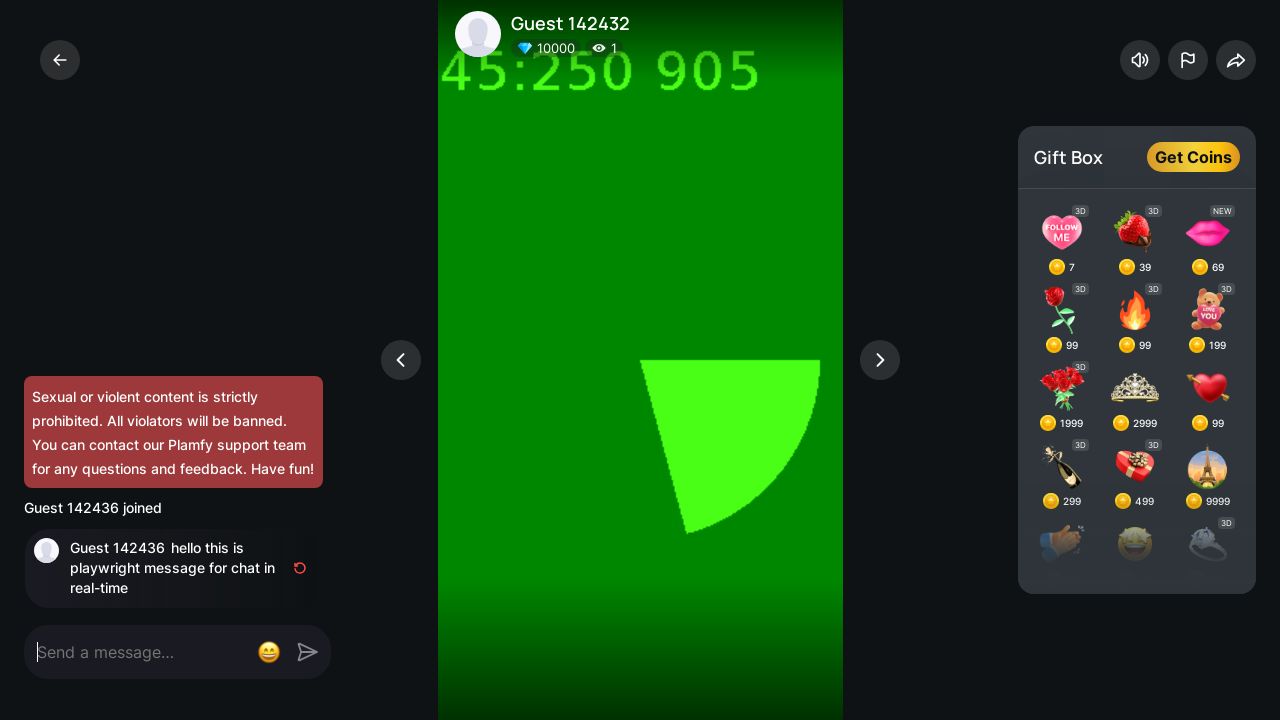 Guest 142432
10000 1
45:250 905
Gift Box
Get Coins
3D
3D
NEW
FOLLOW
ME
7
39
69
3D
3D
3D
LOVE
YOU
99
99
199
3D
1999
2999
99
3D
3D
299
499
9999
3D
Sexual or violent content is strictly
prohibited. All violators will be banned.
You can contact our Plamfy support team
for any questions and feedback. Have fun!
Guest 142436 joined
Guest 142436 hello this is
playwright message for chat in
real-time
Send a message...